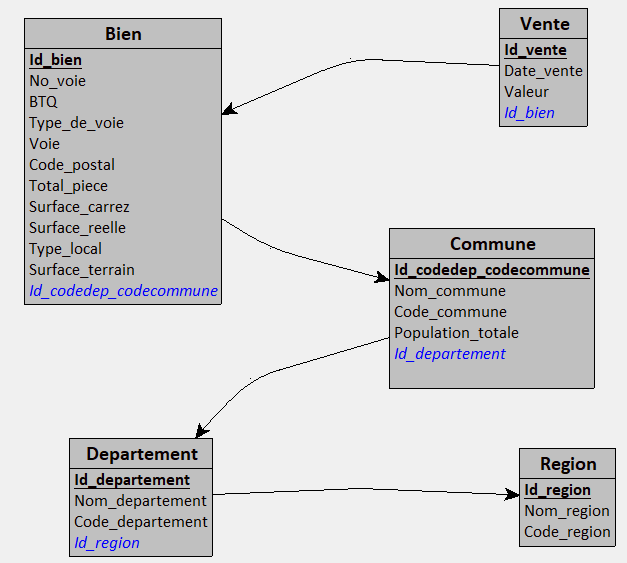 Bien
Id_bien
No_voie
BTQ
Type_de_voie
Voie
Code_postal
Total_piece
Surface_carrez
Surface_reelle
Type_local
Surface_terrain
Id_codedep_codecommune
Vente
Id_vente
Date_vente
Valeur
Id_bien
Commune
Id_codedep_codecommune
Nom_commune
Code_commune
Population_totale
Id_departement
Departement
Id_departement
Nom_departement
Code_departement
Id_region
Region
Id_region
Nom_region
Code_region